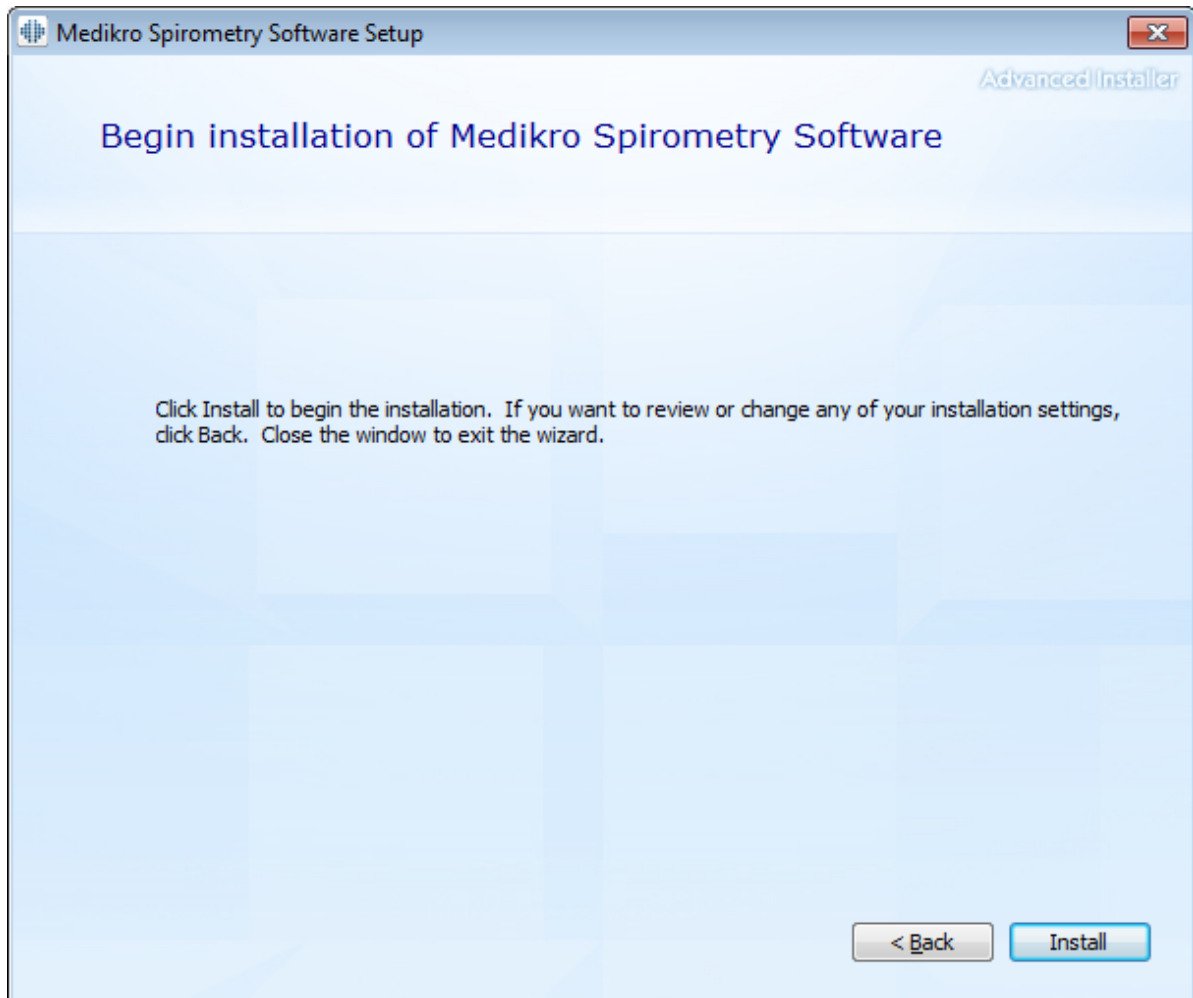 Medikro Spirometry Software Setup
Advanced Installer
Begin installation of Medikro Spirometry Software
Click Install to begin the installation.  If you want to review or change any of your installation settings,
click Back.  Close the window to exit the wizard.
< Back
Install